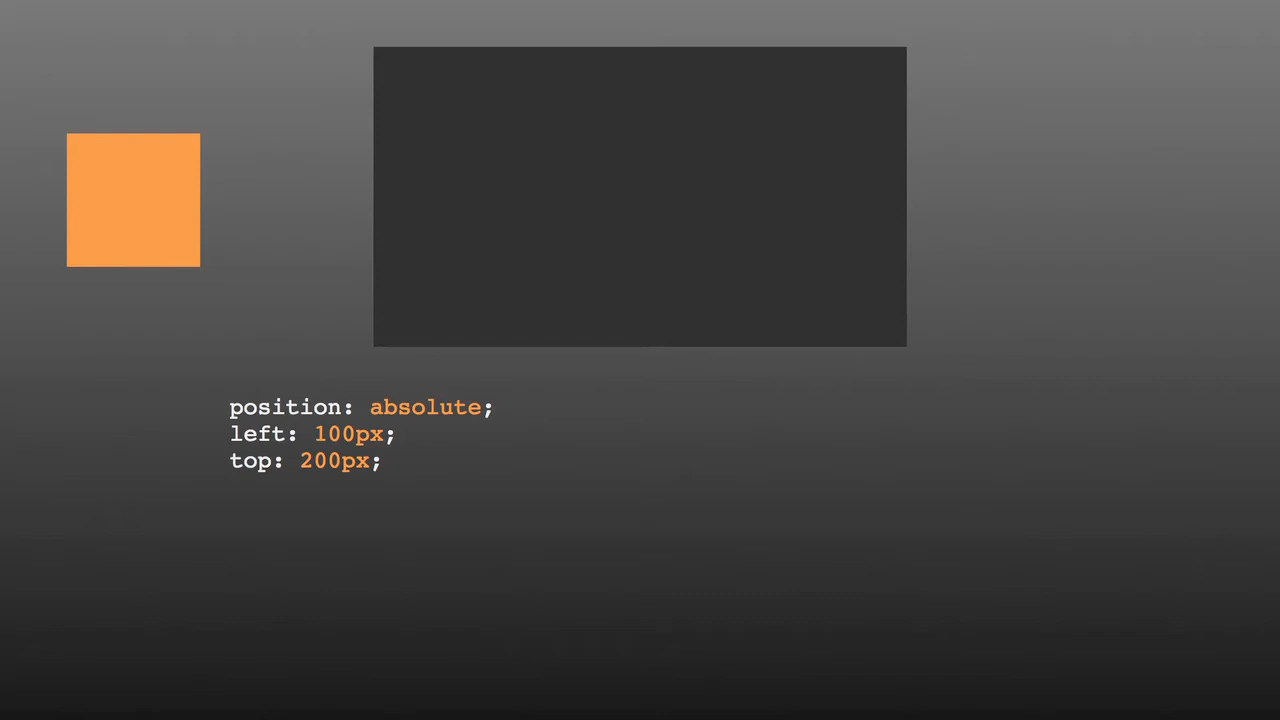 position: absolute;
left: 100px;
top: 200px;